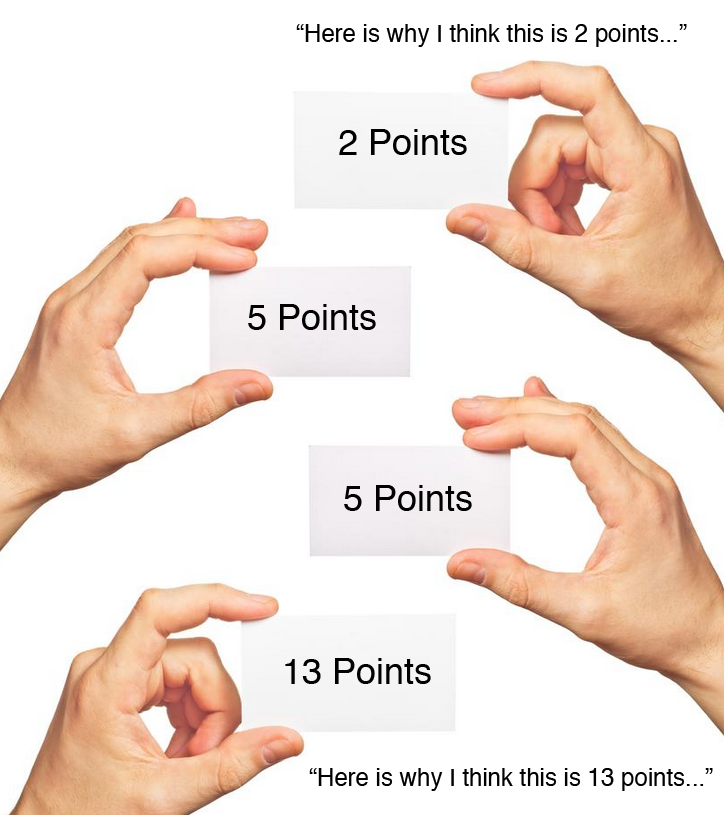 “Here is why I think this is 2 points...”
2 Points
5 Points
5 Points
13 Points
“Here is why I think this is 13 points...”